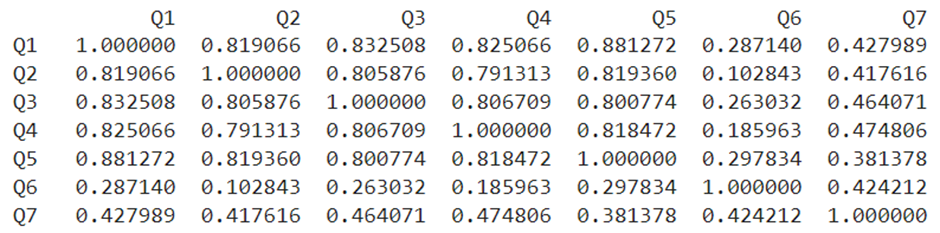 Q1 Q2 Q3 Q4 Q5 Q6 Q7
Q1 1.000000 0.819066 0.832508 0.825066 0.881272 0.287140 0.427989
Q2 0.819066 1.000000 0.805876 0.791313 0.819360 0.102843 0.417616
Q3 0.832508 0.805876 1.000000 0.806709 0.800774 0.263032 0.464071
Q4 0.825066 0.791313 0.806709 1.000000 0.818472 0.185963 0.474806
Q5 0.881272 0.819360 0.800774 0.818472 1.000000 0.297834 0.381378
Q6 0.287140 0.102843 0.263032 0.185963 0.297834 1.000000 0.424212
Q7 0.427989 0.417616 0.464071 0.474806 0.381378 0.424212 1.000000